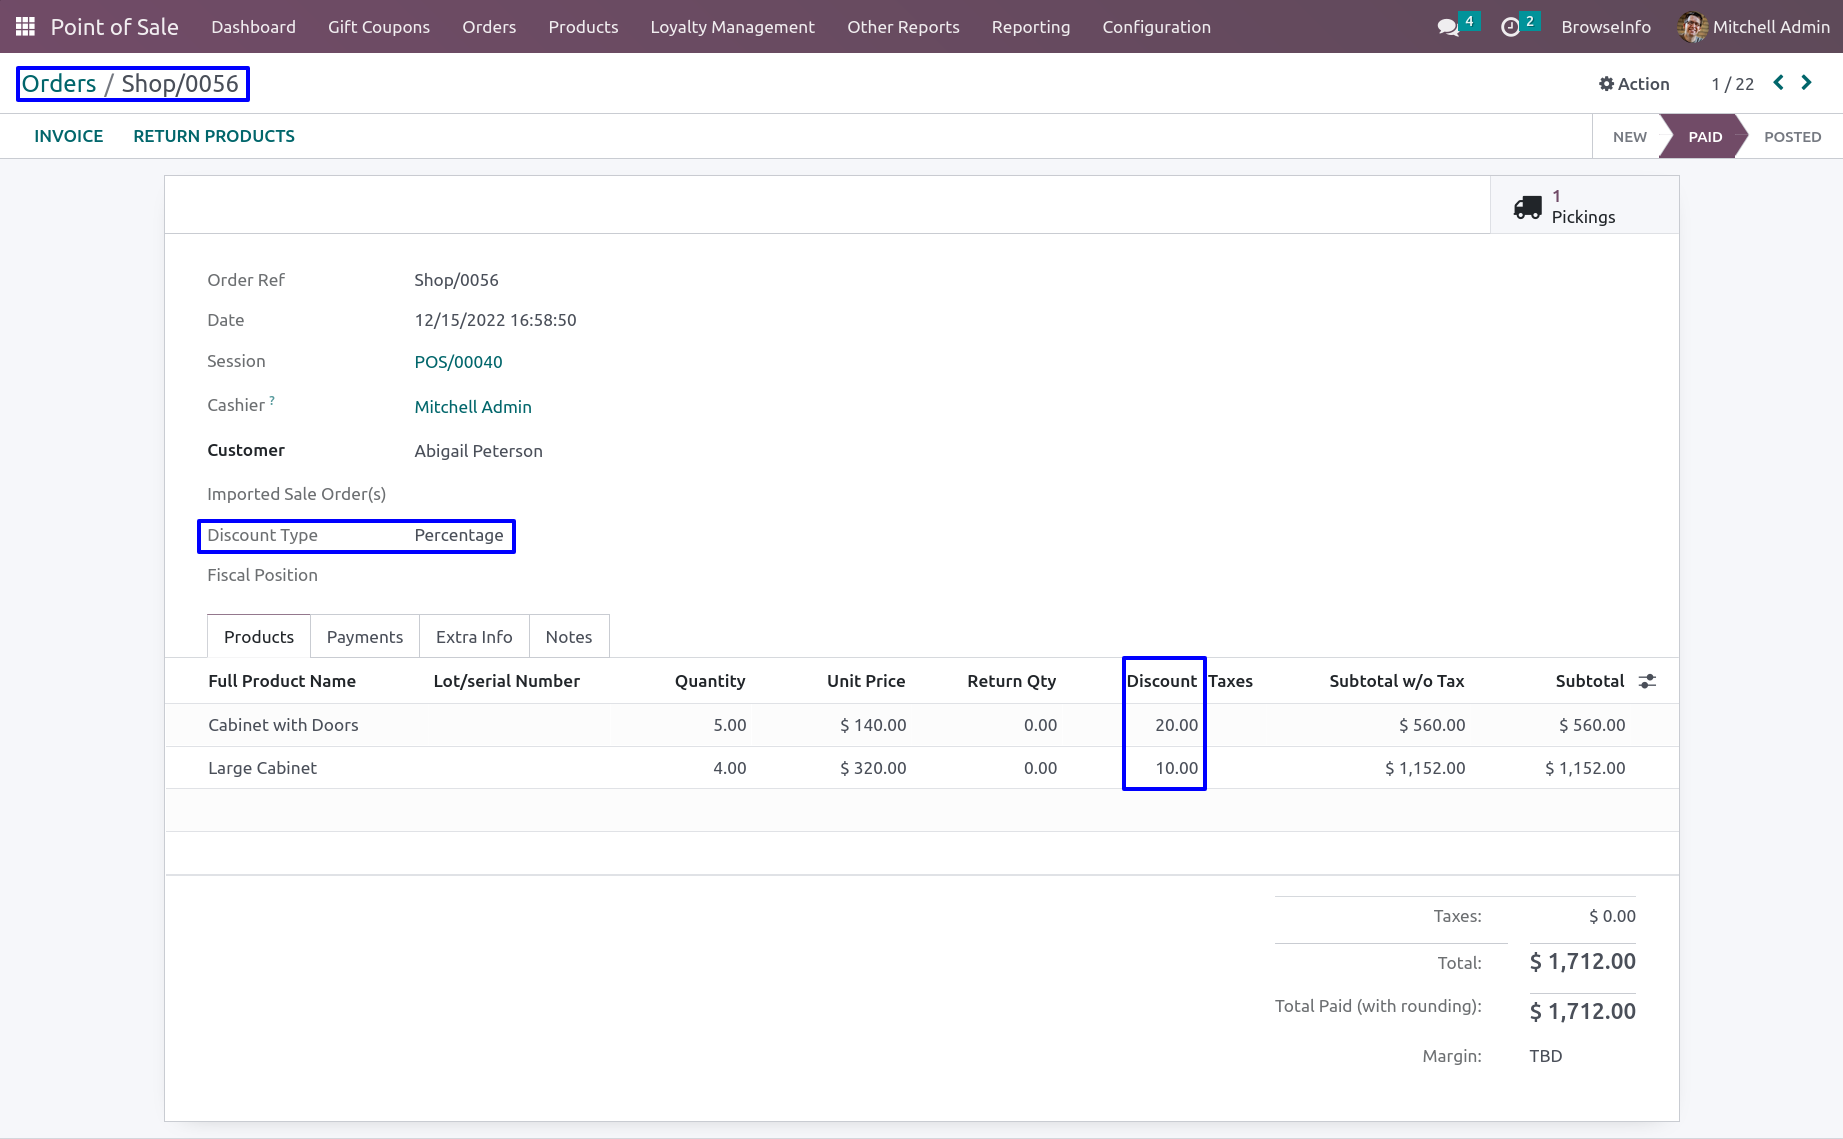 Point of Sale Dashboard Gift Coupons Orders Products Loyalty Management Other Reports Reporting Configuration 4 2 BrowseInfo Mitchell Admin
Orders / Shop/0056 Action 1 / 22
INVOICE RETURN PRODUCTS NEW PAID POSTED
1
Pickings
Order Ref Shop/0056
Date 12/15/2022 16:58:50
Session POS/00040
Cashier ? Mitchell Admin
Customer Abigail Peterson
Imported Sale Order(s)
Discount Type Percentage
Fiscal Position
Products Payments Extra Info Notes
Full Product Name Lot/serial Number Quantity Unit Price Return Qty Discount Taxes Subtotal w/o Tax Subtotal
Cabinet with Doors 5.00 $ 140.00 0.00 20.00 $ 560.00 $ 560.00
Large Cabinet 4.00 $ 320.00 0.00 10.00 $ 1,152.00 $ 1,152.00
Taxes: $ 0.00
Total: $ 1,712.00
Total Paid (with rounding): $ 1,712.00
Margin: TBD